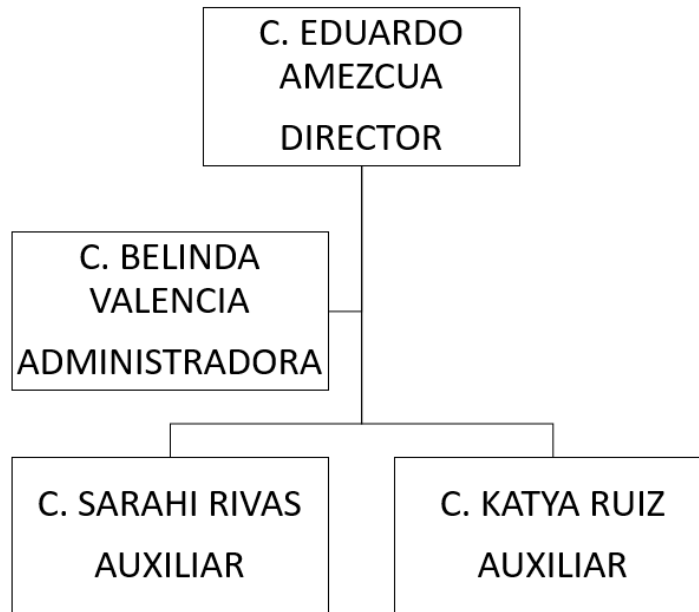 C. EDUARDO
AMEZCUA
DIRECTOR
C. BELINDA
VALENCIA
ADMINISTRADORA
C. SARAHI RIVAS
AUXILIAR
C. KATYA RUIZ
AUXILIAR